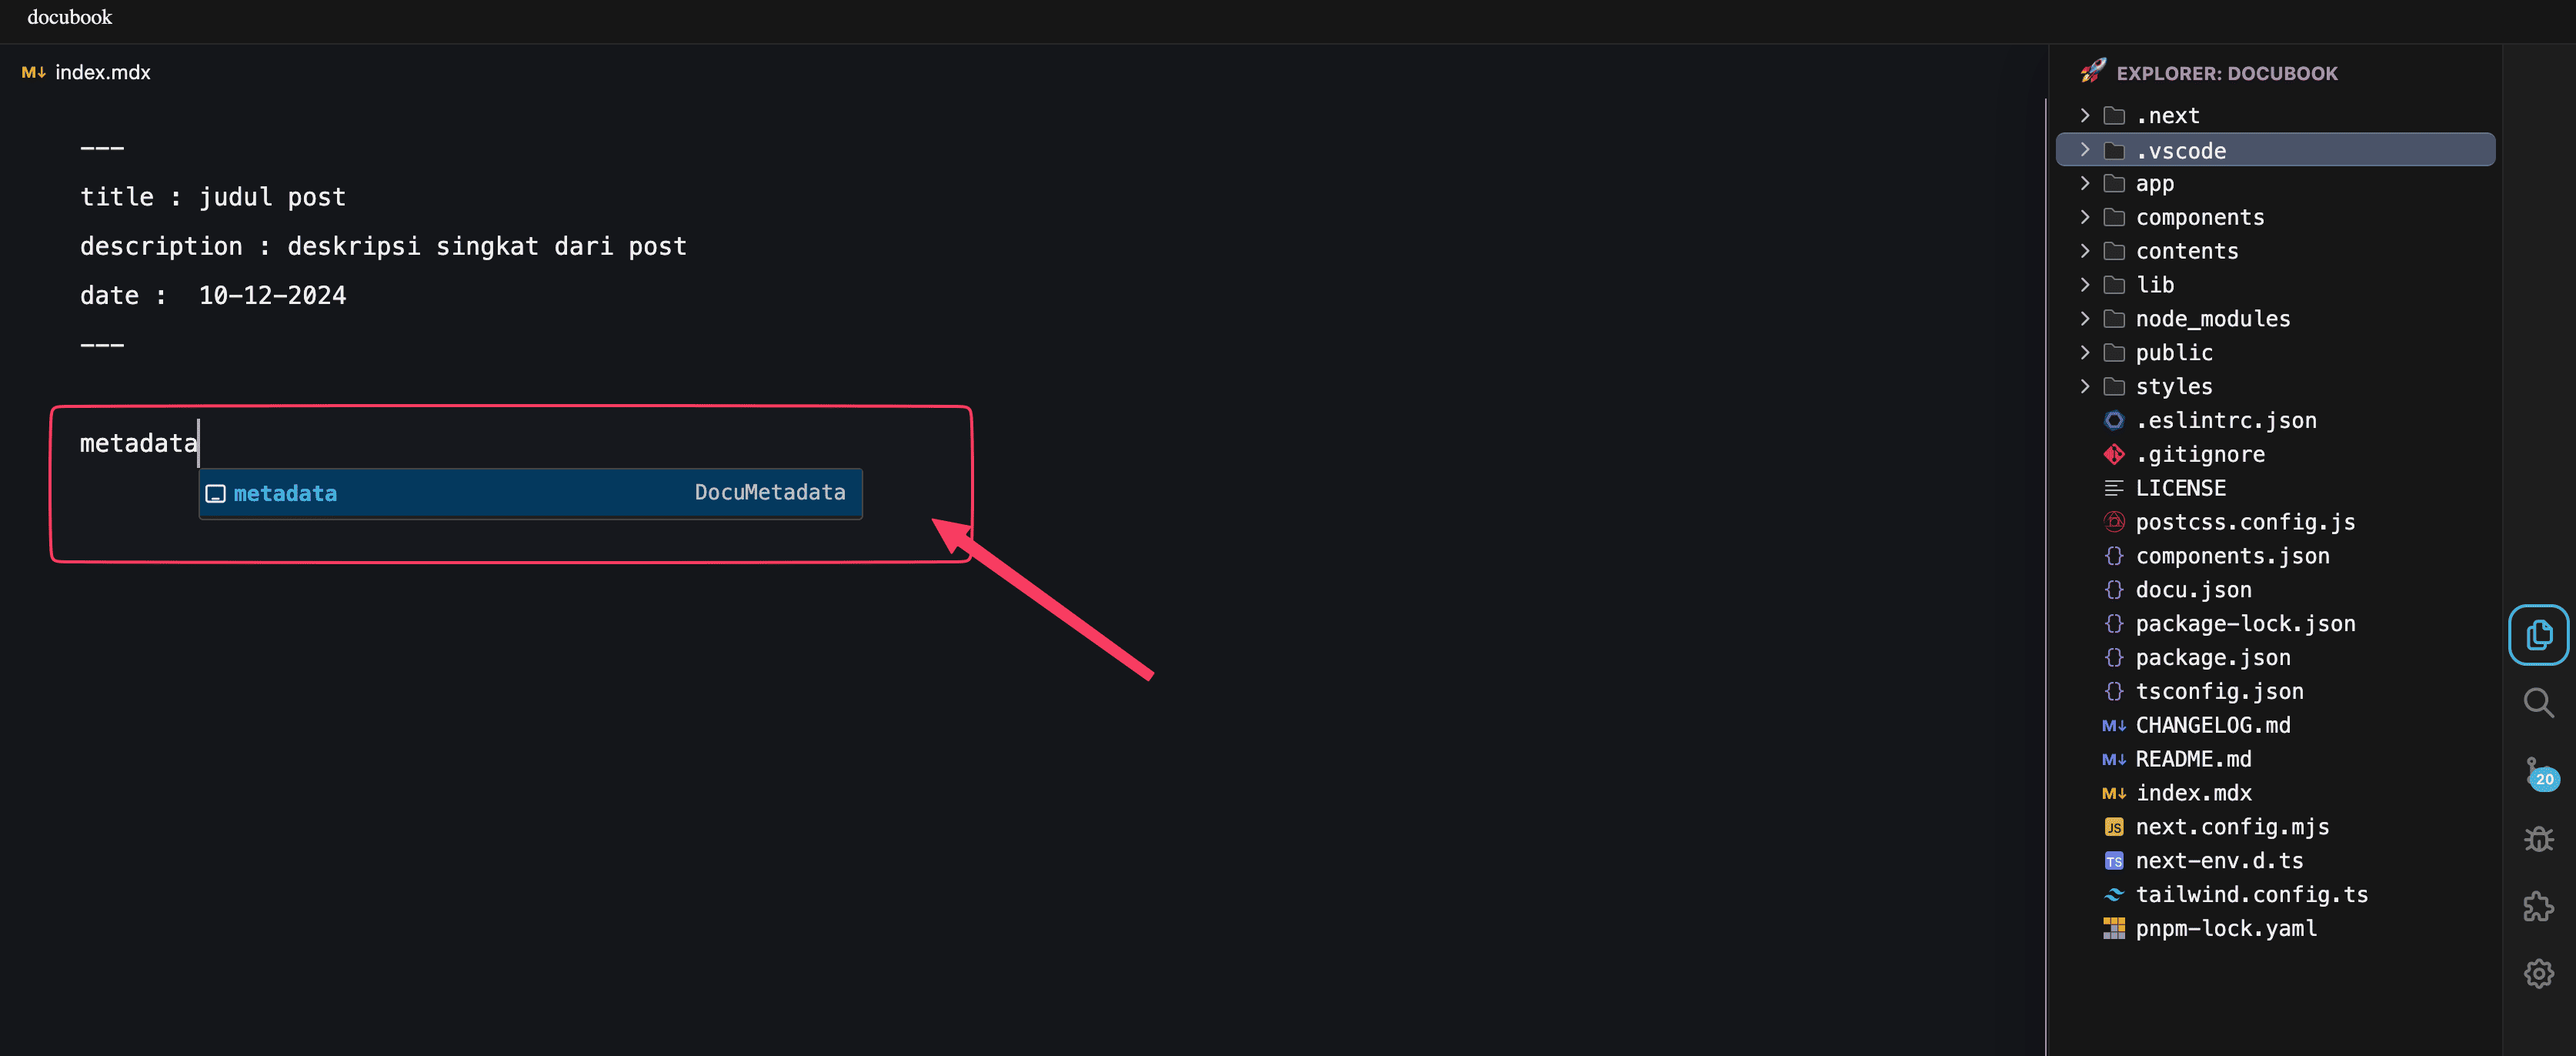 docubook
M↓ index.mdx
---
title : judul post
description : deskripsi singkat dari post
date :  10-12-2024
---
metadata
metadata DocuMetadata
EXPLORER: DOCUBOOK
.next
.vscode
app
components
contents
lib
node_modules
public
styles
.eslintrc.json
.gitignore
LICENSE
postcss.config.js
{} components.json
{} docu.json
{} package-lock.json
{} package.json
{} tsconfig.json
M↓ CHANGELOG.md
M↓ README.md
M↓ index.mdx
JS next.config.mjs
TS next-env.d.ts
tailwind.config.ts
pnpm-lock.yaml
20